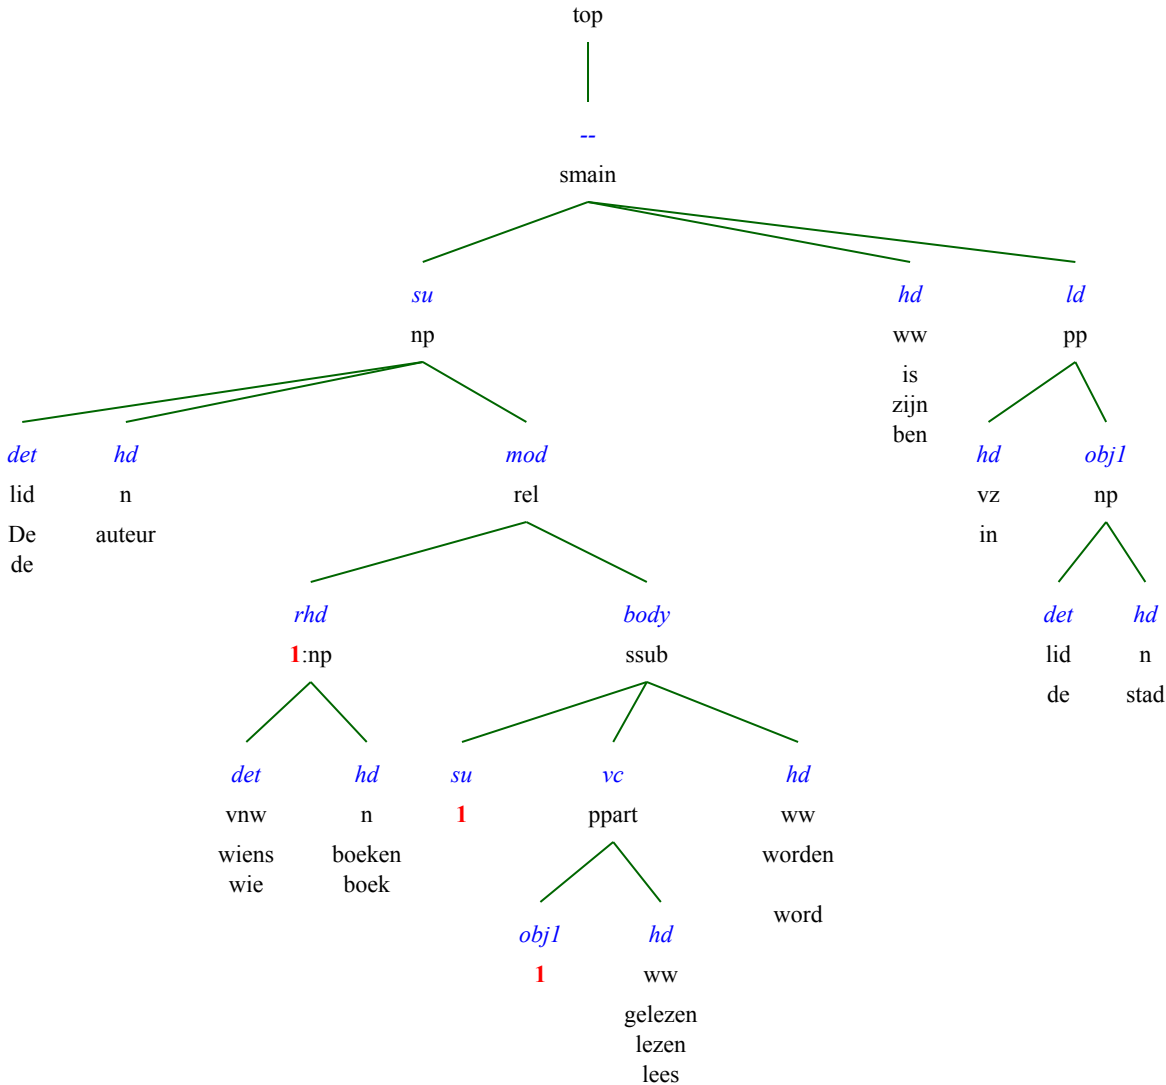 top
--
smain
su hd ld
np ww pp
is
zijn
ben
det hd mod hd obj1
lid n rel vz np
De auteur in
de
rhd body det hd
1:np ssub lid n
de stad
det hd su vc hd
vnw n 1 ppart ww
wiens boeken worden
wie boek
word
obj1 hd
1 ww
gelezen
lezen
lees